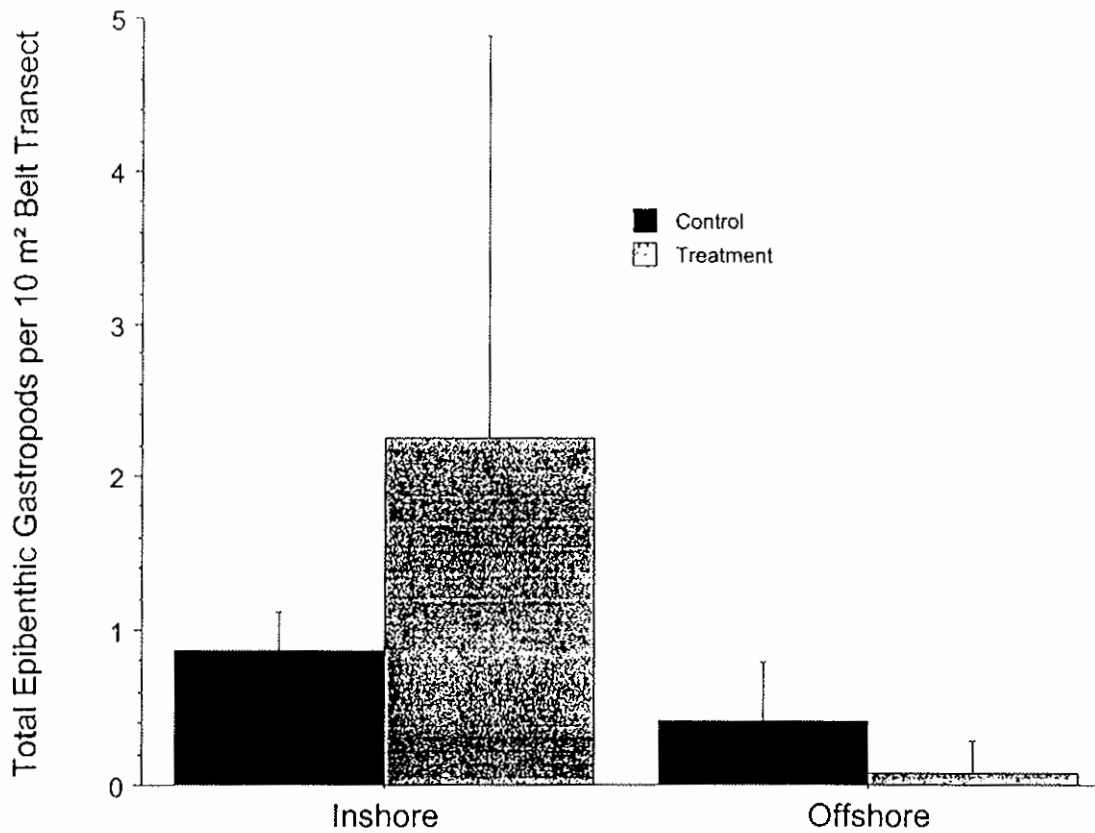 Total Epibenthic Gastropods per 10 m² Belt Transect
5
4
3
2
1
0
Control
Treatment
Inshore
Offshore